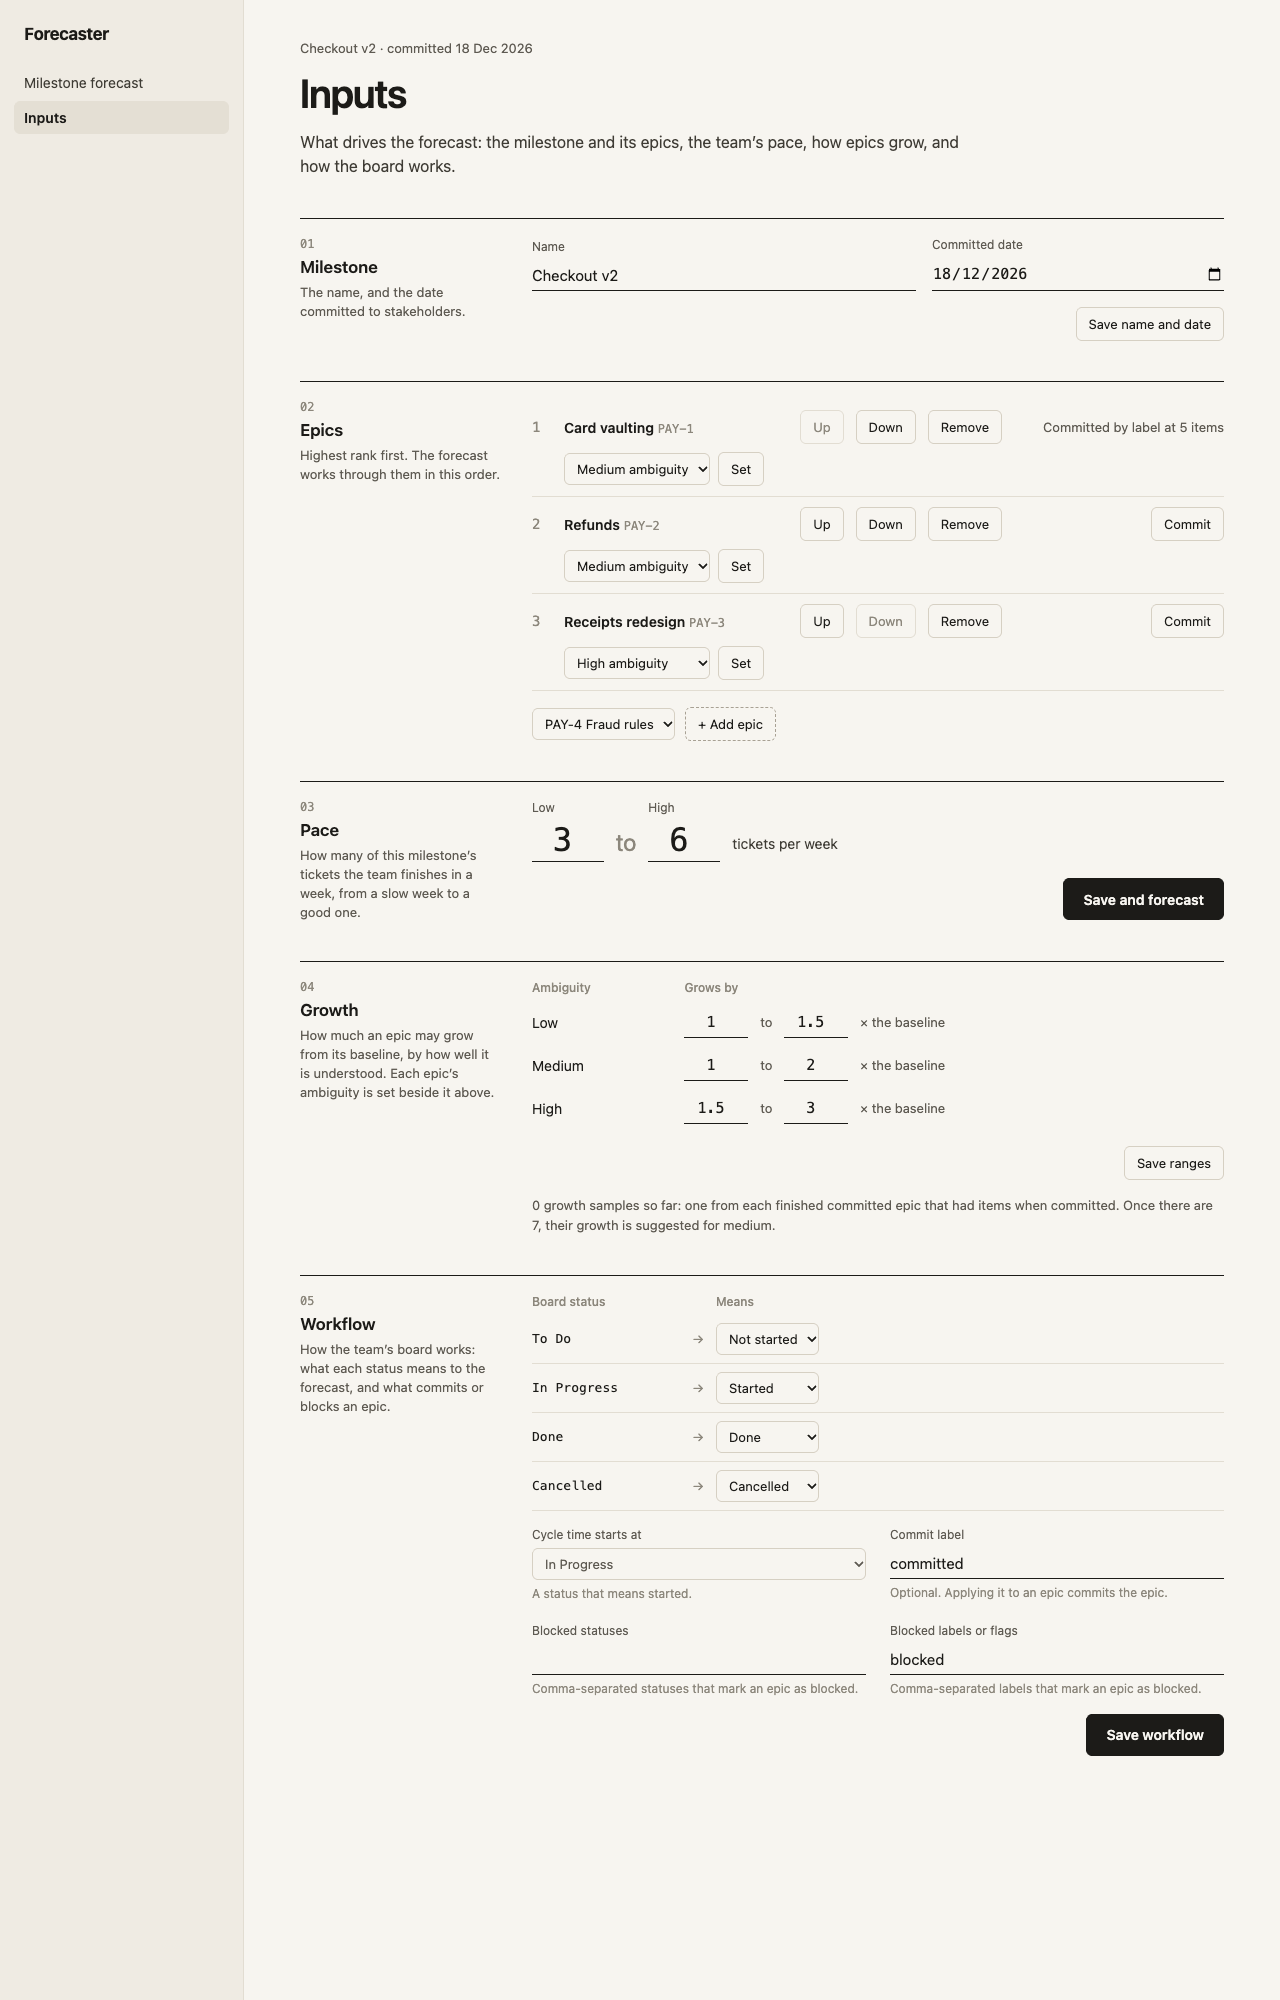 Forecaster
Milestone forecast
Inputs
Checkout v2 · committed 18 Dec 2026
Inputs
What drives the forecast: the milestone and its epics, the team’s pace, how epics grow, and
how the board works.
01
Milestone
The name, and the date
committed to stakeholders.
Name
Checkout v2
Committed date
18/12/2026
Save name and date
02
Epics
Highest rank first. The forecast
works through them in this order.
1 Card vaulting PAY-1 Up Down Remove Committed by label at 5 items
Medium ambiguity Set
2 Refunds PAY-2 Up Down Remove Commit
Medium ambiguity Set
3 Receipts redesign PAY-3 Up Down Remove Commit
High ambiguity Set
PAY-4 Fraud rules + Add epic
03
Pace
How many of this milestone’s
tickets the team finishes in a
week, from a slow week to a
good one.
Low High
3 to 6 tickets per week
Save and forecast
04
Growth
How much an epic may grow
from its baseline, by how well it
is understood. Each epic’s
ambiguity is set beside it above.
Ambiguity Grows by
Low 1 to 1.5 × the baseline
Medium 1 to 2 × the baseline
High 1.5 to 3 × the baseline
Save ranges
0 growth samples so far: one from each finished committed epic that had items when committed. Once there are
7, their growth is suggested for medium.
05
Workflow
How the team’s board works:
what each status means to the
forecast, and what commits or
blocks an epic.
Board status Means
To Do → Not started
In Progress → Started
Done → Done
Cancelled → Cancelled
Cycle time starts at
In Progress
A status that means started.
Commit label
committed
Optional. Applying it to an epic commits the epic.
Blocked statuses
Comma-separated statuses that mark an epic as blocked.
Blocked labels or flags
blocked
Comma-separated labels that mark an epic as blocked.
Save workflow